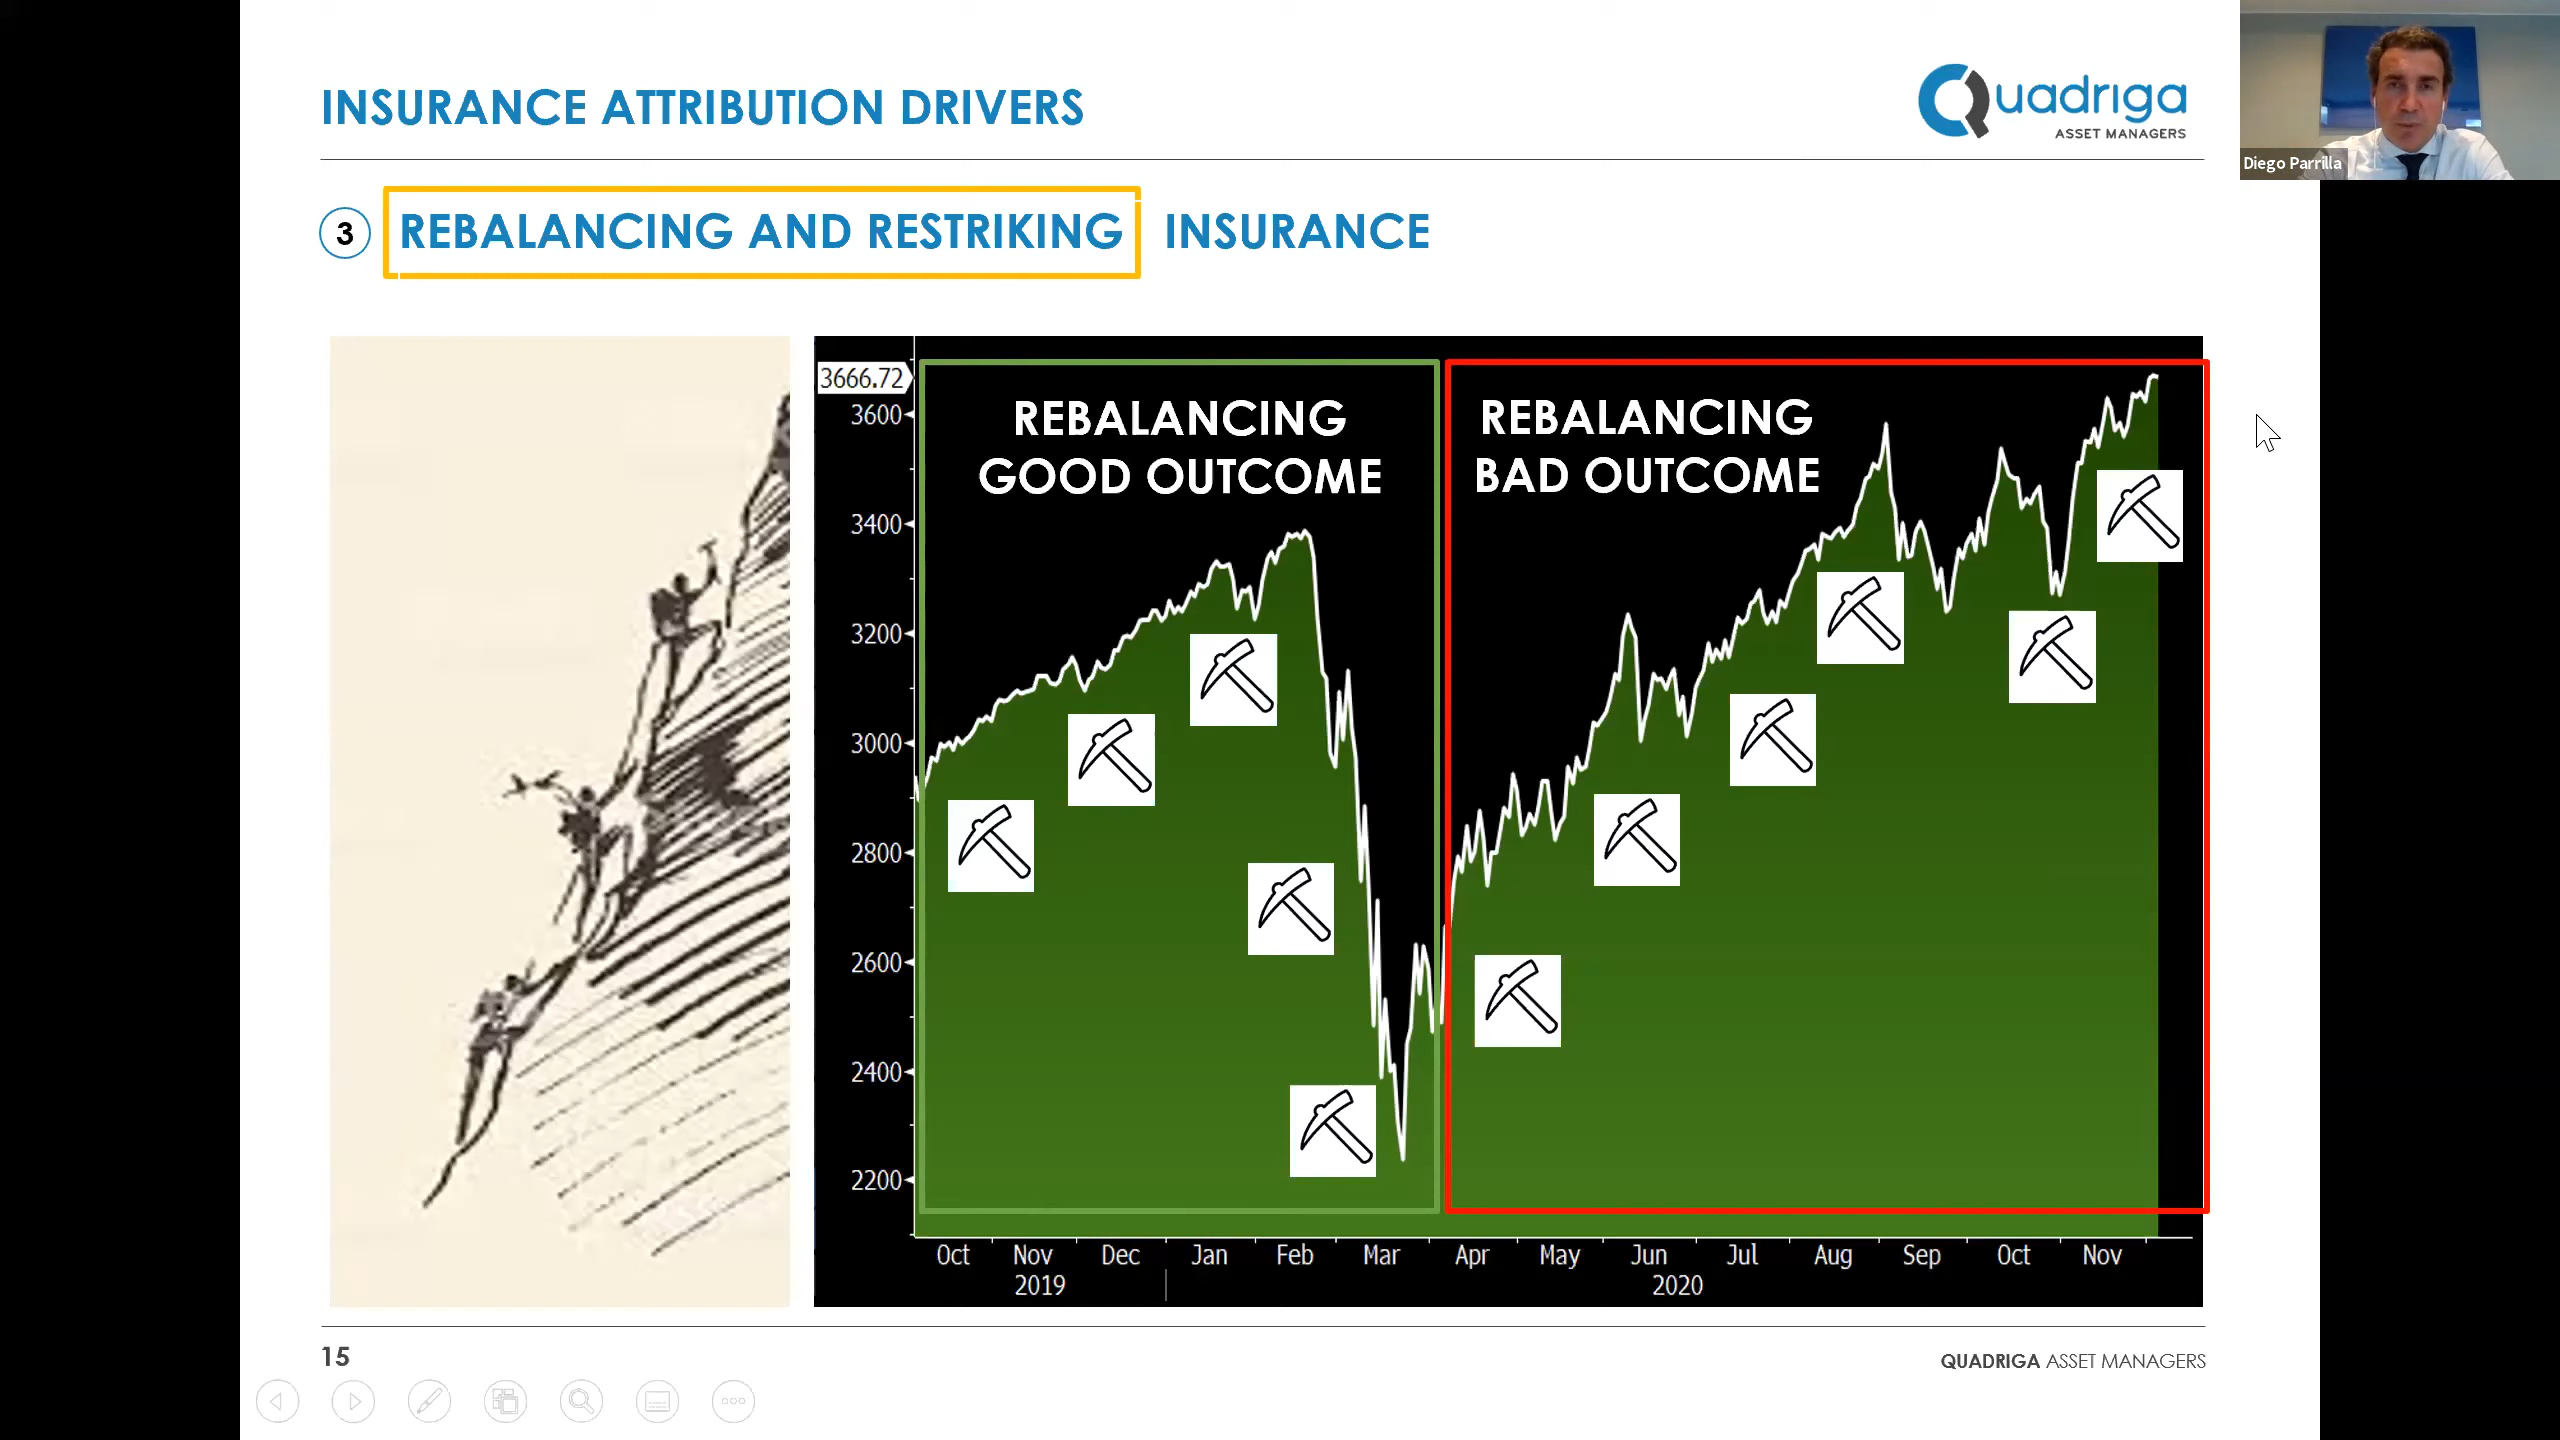 INSURANCE ATTRIBUTION DRIVERS
Quadriga
ASSET MANAGERS
Diego Parrilla
3 REBALANCING AND RESTRIKING INSURANCE
REBALANCING
GOOD OUTCOME
REBALANCING
BAD OUTCOME
3666.72
3600
3400
3200
3000
2800
2600
2400
2200
Oct Nov Dec Jan Feb Mar Apr May Jun Jul Aug Sep Oct Nov
2019 2020
15
QUADRIGA ASSET MANAGERS